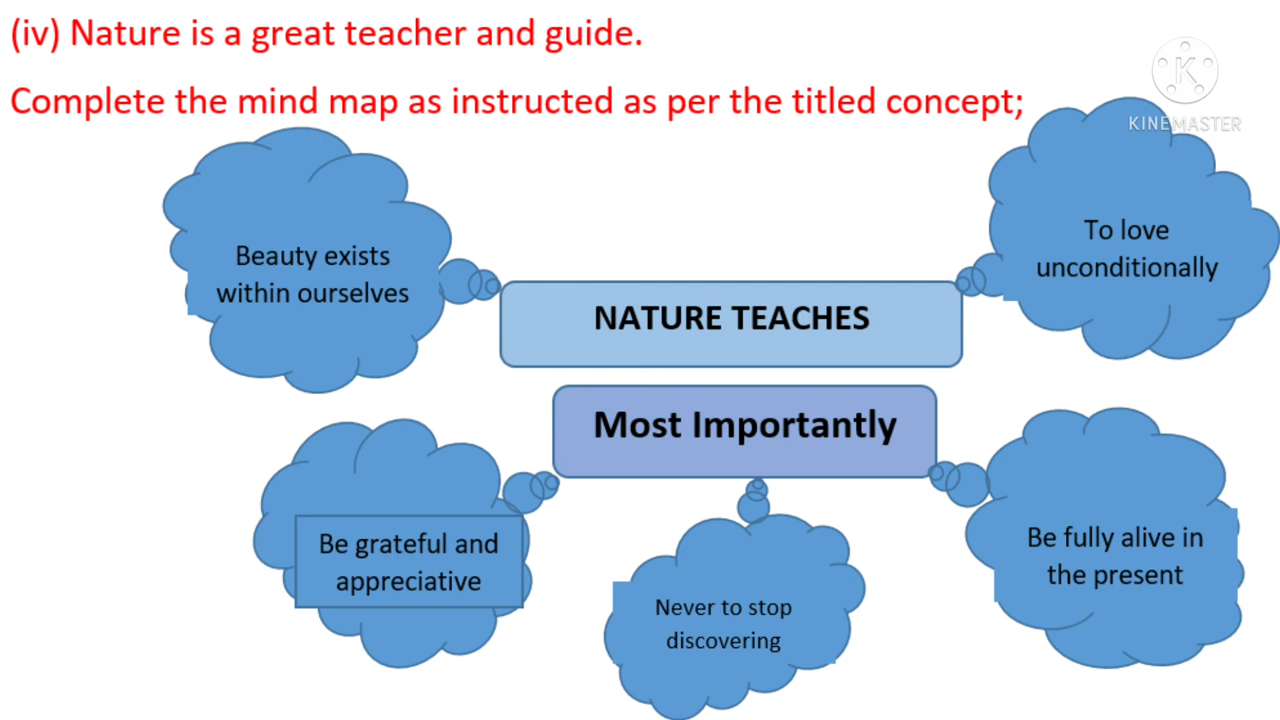 (iv) Nature is a great teacher and guide.
Complete the mind map as instructed as per the titled concept;
K
KINEMASTER
Beauty exists
within ourselves
To love
unconditionally
NATURE TEACHES
Most Importantly
Be grateful and
appreciative
Never to stop
discovering
Be fully alive in
the present